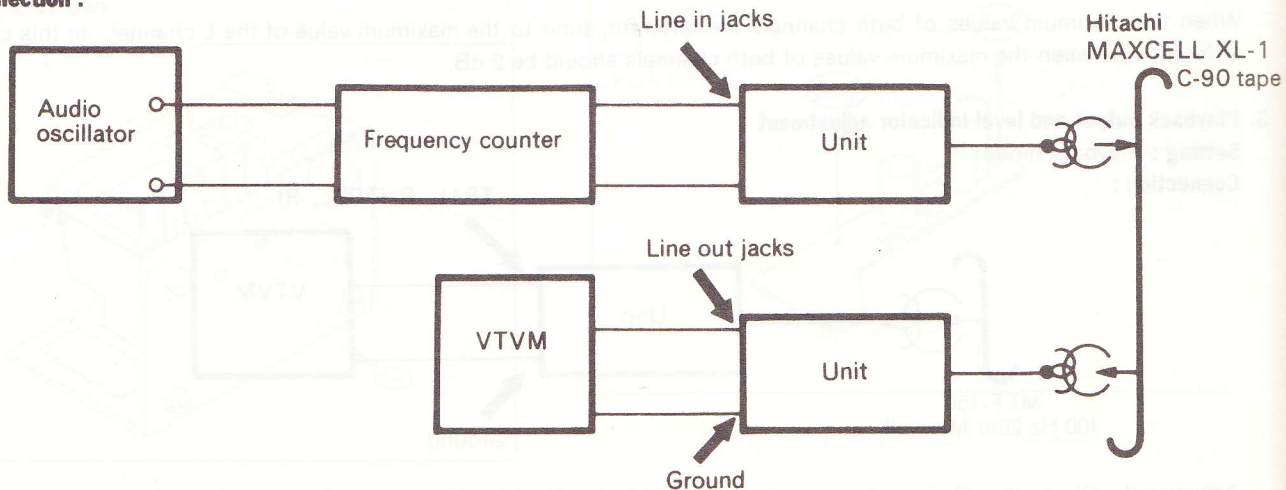 Line in jacks
Hitachi
MAXCELL XL-1
C-90 tape
Audio
oscillator
Frequency counter
Unit
Line out jacks
VTVM
Unit
Ground